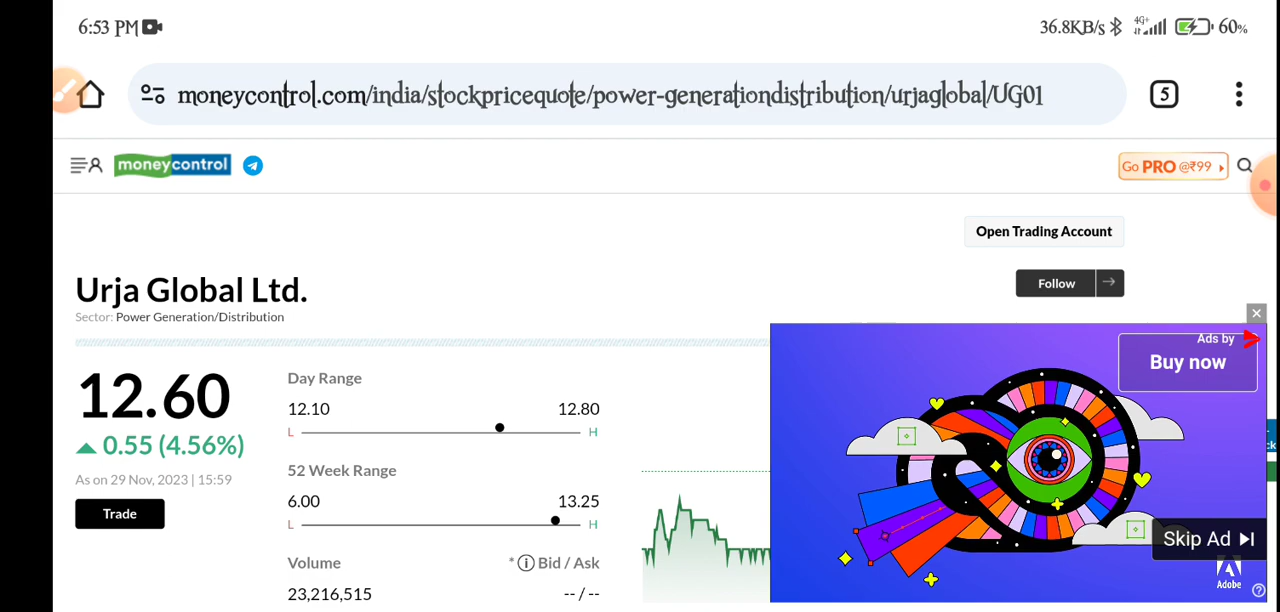 6:53 PM
36.8KB/s 4G+ 60%
moneycontrol.com/india/stockpricequote/power-generationdistribution/urjaglobal/UG01
5
moneycontrol
Go PRO @₹99
Open Trading Account
Urja Global Ltd.
Follow
Sector: Power Generation/Distribution
Ads by
Buy now
12.60
Day Range
12.10 12.80
L H
0.55 (4.56%)
52 Week Range
As on 29 Nov, 2023 | 15:59
6.00 13.25
Trade
L H
Skip Ad
Volume
* Bid / Ask
Adobe
23,216,515
-- / --